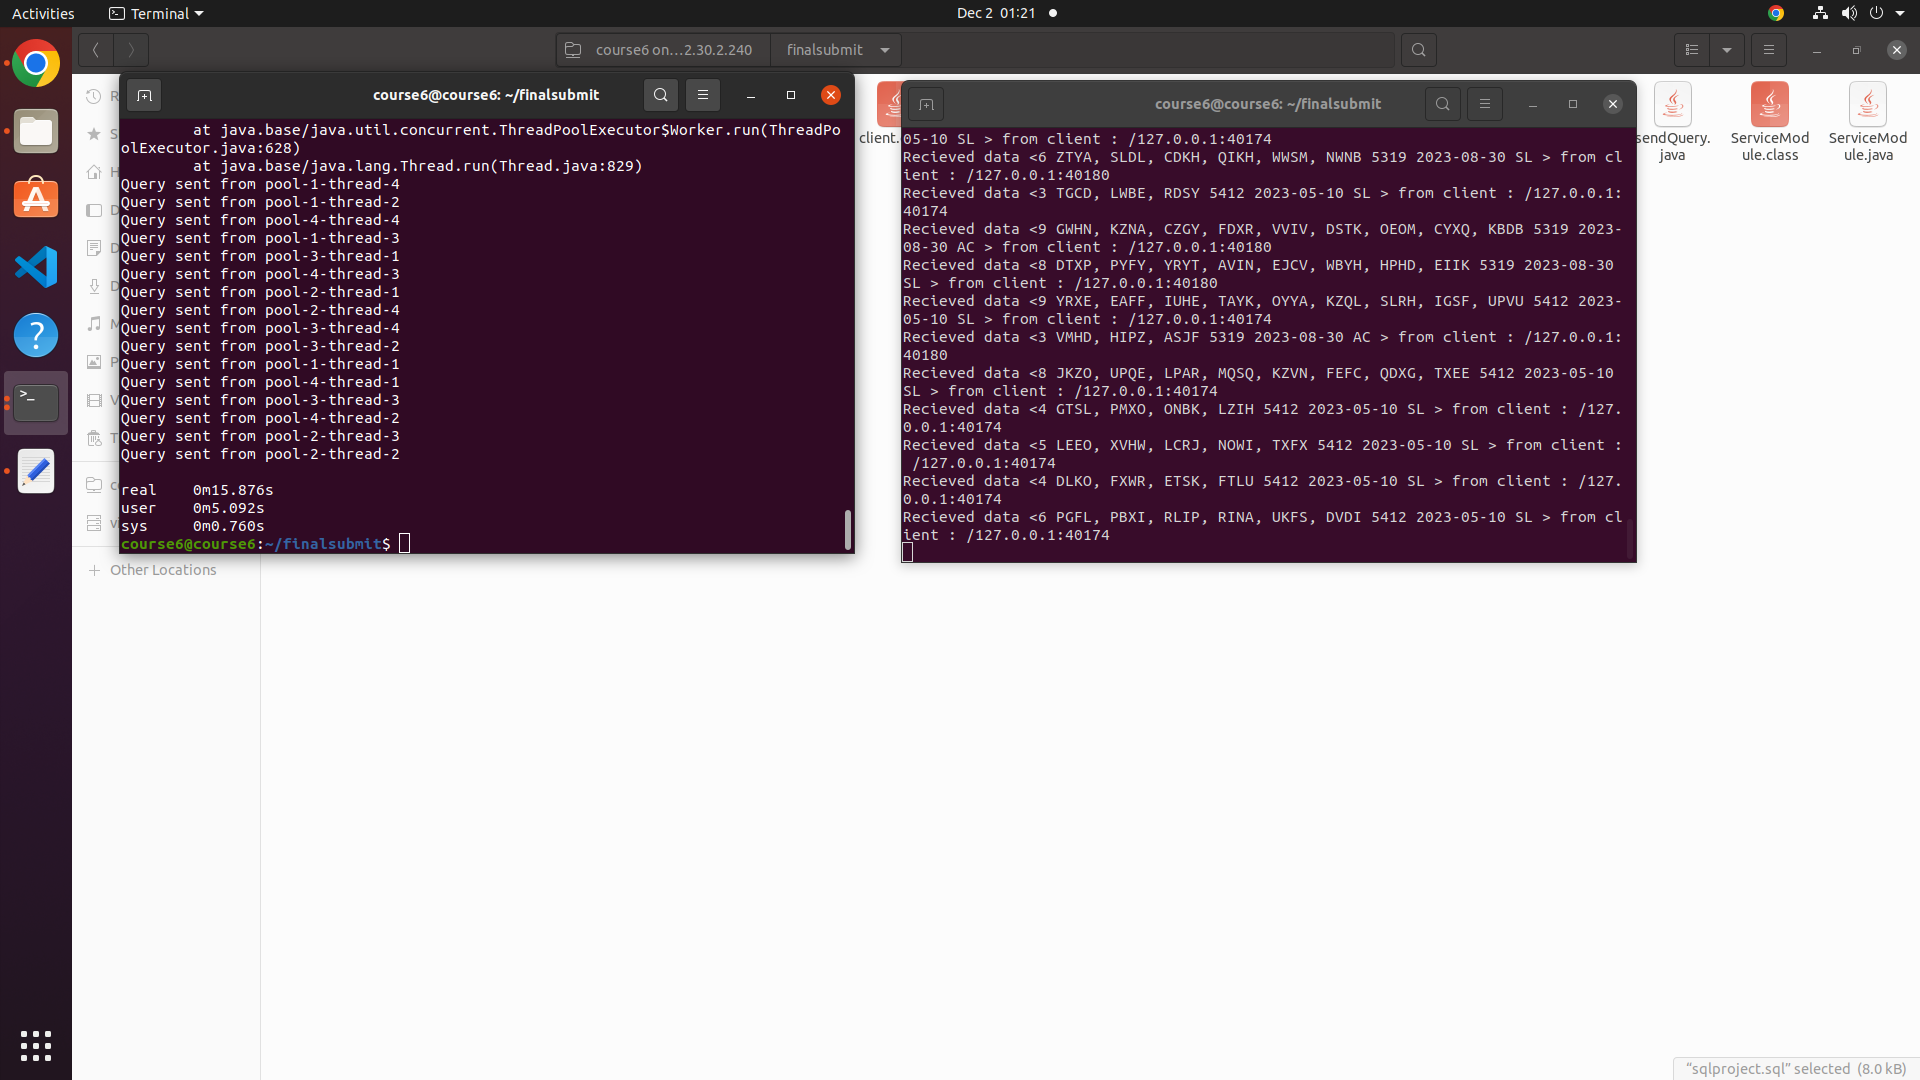 Activities
Terminal
Dec 2 01:21
course6 on…2.30.2.240
finalsubmit
course6@course6: ~/finalsubmit
at java.base/java.util.concurrent.ThreadPoolExecutor$Worker.run(ThreadPo
olExecutor.java:628)
at java.base/java.lang.Thread.run(Thread.java:829)
Query sent from pool-1-thread-4
Query sent from pool-1-thread-2
Query sent from pool-4-thread-4
Query sent from pool-1-thread-3
Query sent from pool-3-thread-1
Query sent from pool-4-thread-3
Query sent from pool-2-thread-1
Query sent from pool-2-thread-4
Query sent from pool-3-thread-4
Query sent from pool-3-thread-2
Query sent from pool-1-thread-1
Query sent from pool-4-thread-1
Query sent from pool-3-thread-3
Query sent from pool-4-thread-2
Query sent from pool-2-thread-3
Query sent from pool-2-thread-2
real 0m15.876s
user 0m5.092s
sys 0m0.760s
course6@course6:~/finalsubmit$
Other Locations
client.
course6@course6: ~/finalsubmit
05-10 SL > from client : /127.0.0.1:40174
Recieved data <6 ZTYA, SLDL, CDKH, QIKH, WWSM, NWNB 5319 2023-08-30 SL > from cl
ient : /127.0.0.1:40180
Recieved data <3 TGCD, LWBE, RDSY 5412 2023-05-10 SL > from client : /127.0.0.1:
40174
Recieved data <9 GWHN, KZNA, CZGY, FDXR, VVIV, DSTK, OEOM, CYXQ, KBDB 5319 2023-
08-30 AC > from client : /127.0.0.1:40180
Recieved data <8 DTXP, PYFY, YRYT, AVIN, EJCV, WBYH, HPHD, EIIK 5319 2023-08-30
SL > from client : /127.0.0.1:40180
Recieved data <9 YRXE, EAFF, IUHE, TAYK, OYYA, KZQL, SLRH, IGSF, UPVU 5412 2023-
05-10 SL > from client : /127.0.0.1:40174
Recieved data <3 VMHD, HIPZ, ASJF 5319 2023-08-30 AC > from client : /127.0.0.1:
40180
Recieved data <8 JKZO, UPQE, LPAR, MQSQ, KZVN, FEFC, QDXG, TXEE 5412 2023-05-10
SL > from client : /127.0.0.1:40174
Recieved data <4 GTSL, PMXO, ONBK, LZIH 5412 2023-05-10 SL > from client : /127.
0.0.1:40174
Recieved data <5 LEEO, XVHW, LCRJ, NOWI, TXFX 5412 2023-05-10 SL > from client :
/127.0.0.1:40174
Recieved data <4 DLKO, FXWR, ETSK, FTLU 5412 2023-05-10 SL > from client : /127.
0.0.1:40174
Recieved data <6 PGFL, PBXI, RLIP, RINA, UKFS, DVDI 5412 2023-05-10 SL > from cl
ient : /127.0.0.1:40174
sendQuery.
java
ServiceMod
ule.class
ServiceMod
ule.java
“sqlproject.sql” selected (8.0 kB)